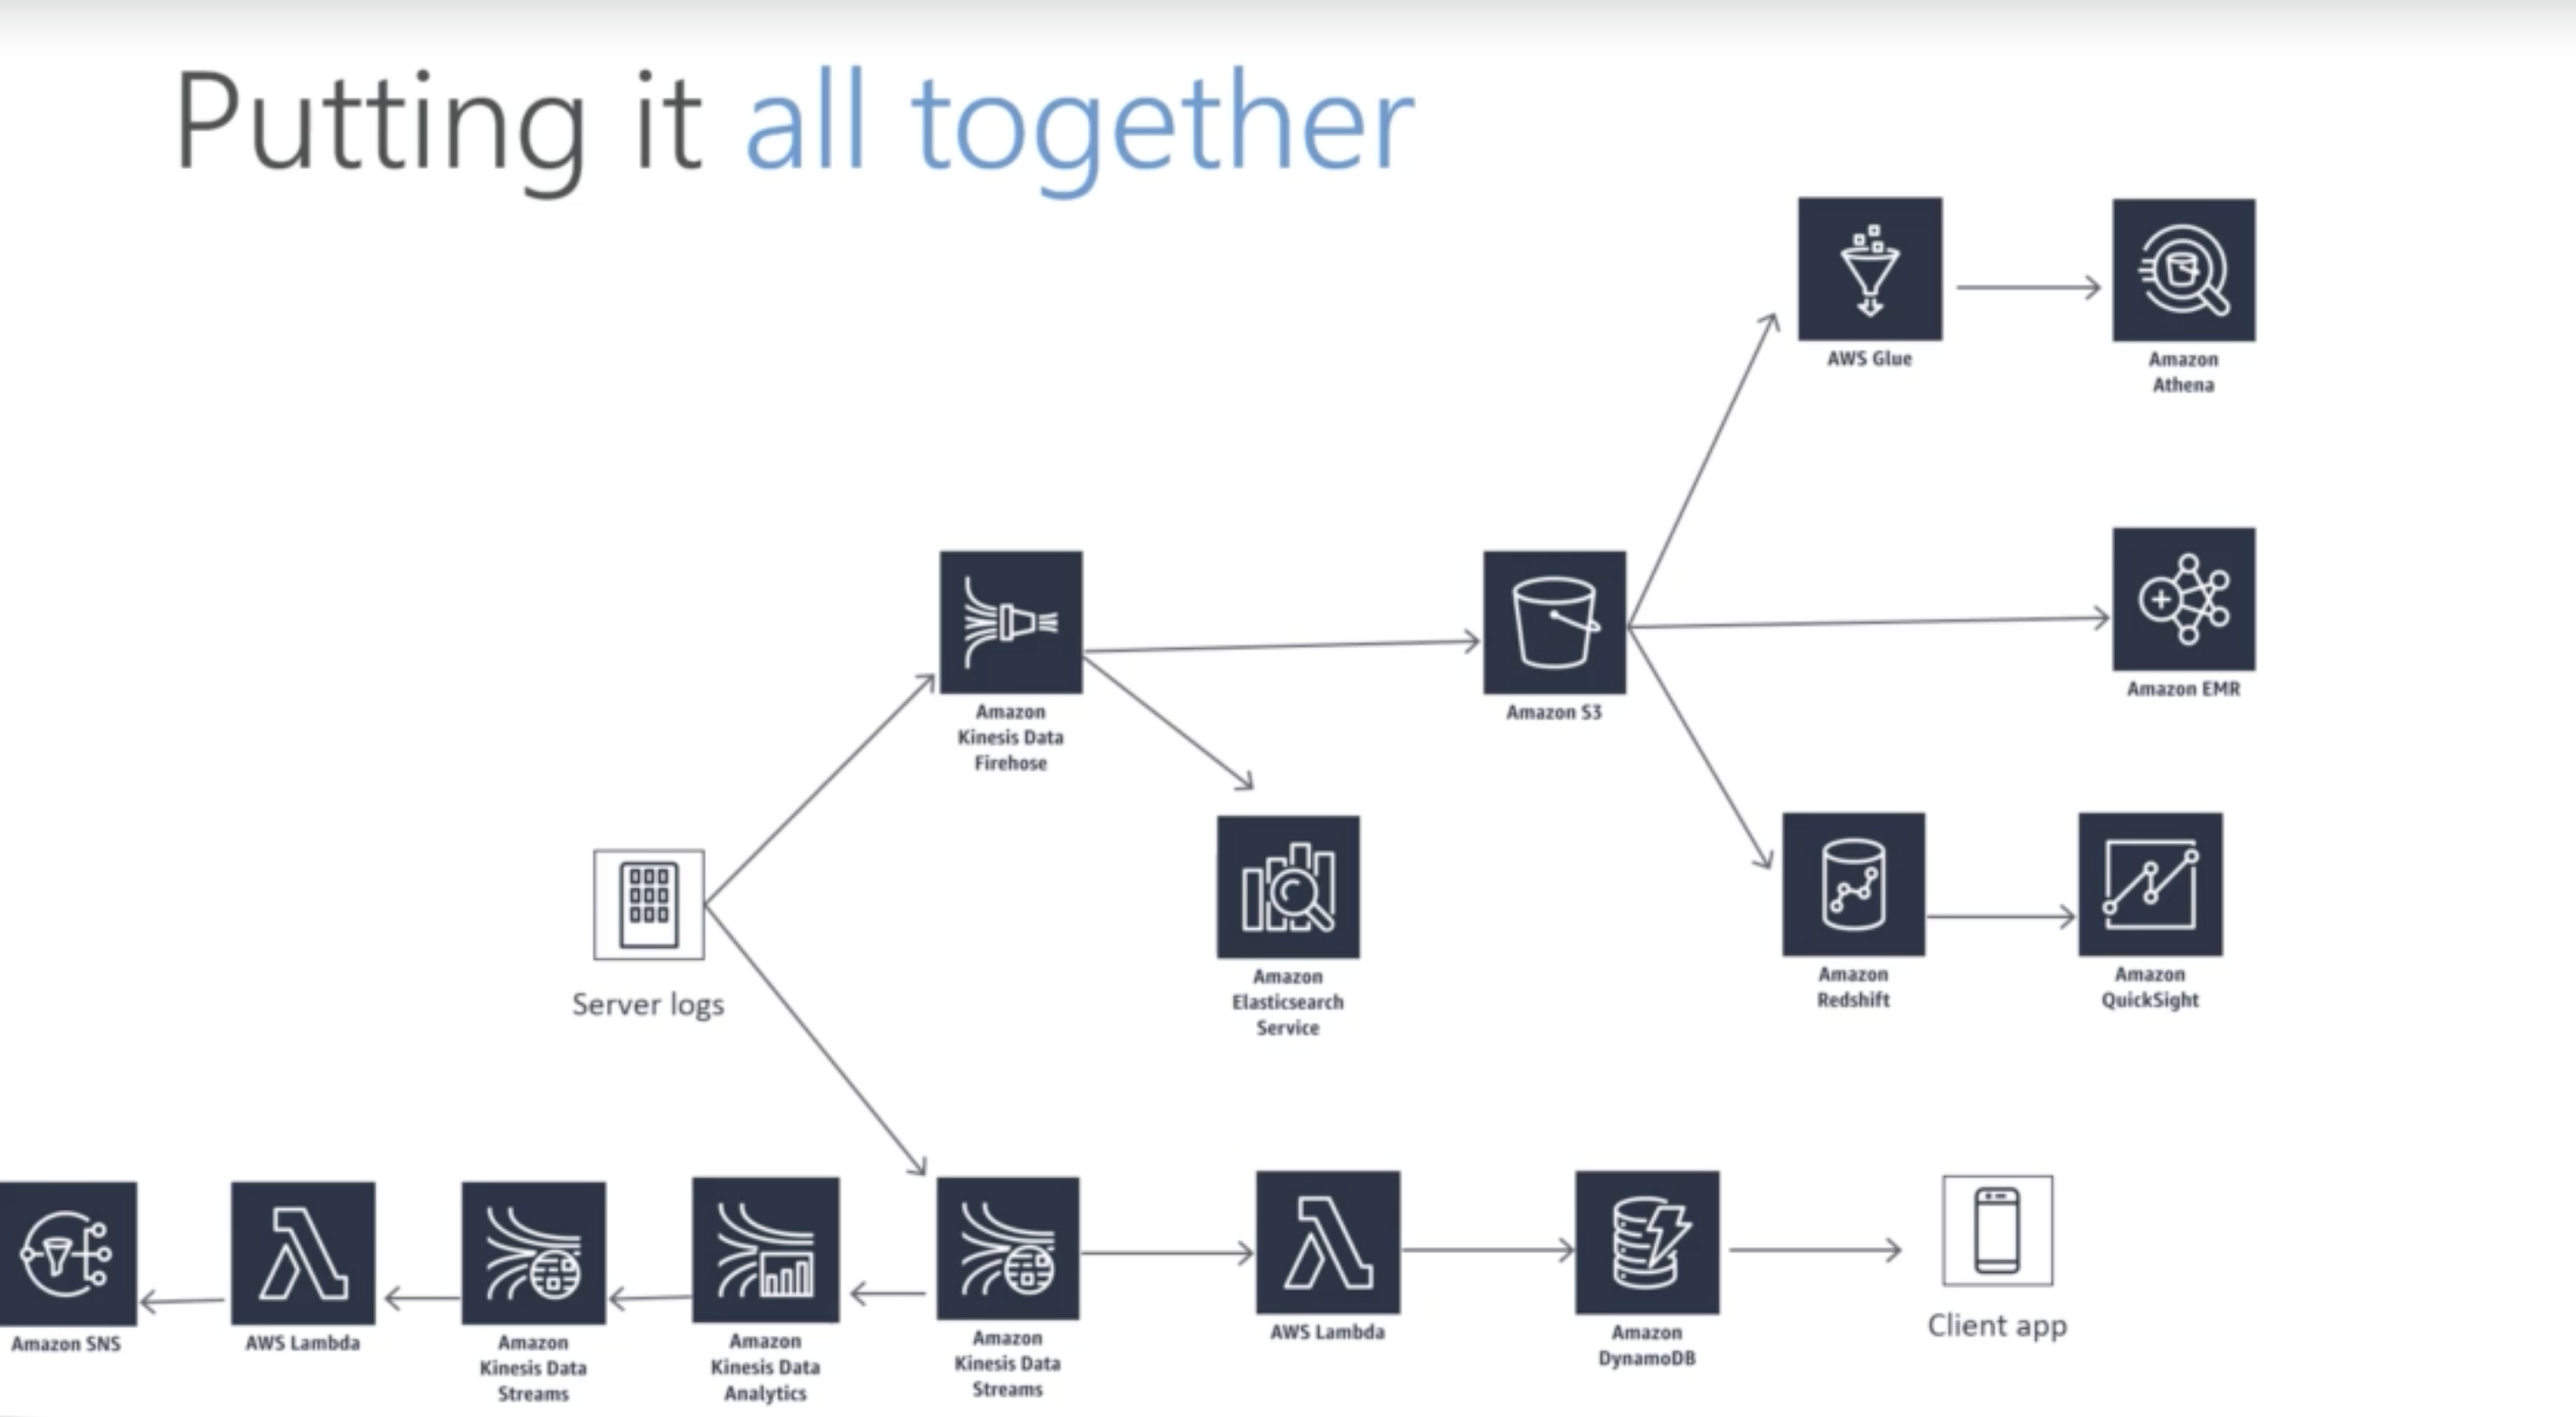 Putting it all together
AWS Glue
Amazon
Athena
Amazon
Kinesis Data
Firehose
Amazon S3
Amazon EMR
Server logs
Amazon
Elasticsearch
Service
Amazon
Redshift
Amazon
QuickSight
Amazon SNS
AWS Lambda
Amazon
Kinesis Data
Streams
Amazon
Kinesis Data
Analytics
Amazon
Kinesis Data
Streams
AWS Lambda
Amazon
DynamoDB
Client app